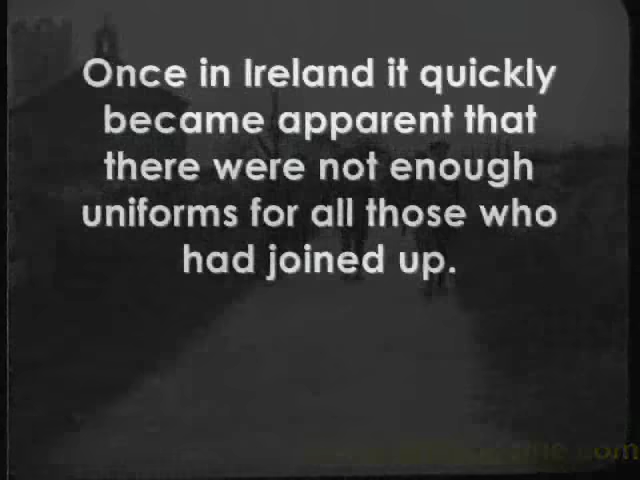 Once in Ireland it quickly
became apparent that
there were not enough
uniforms for all those who
had joined up.